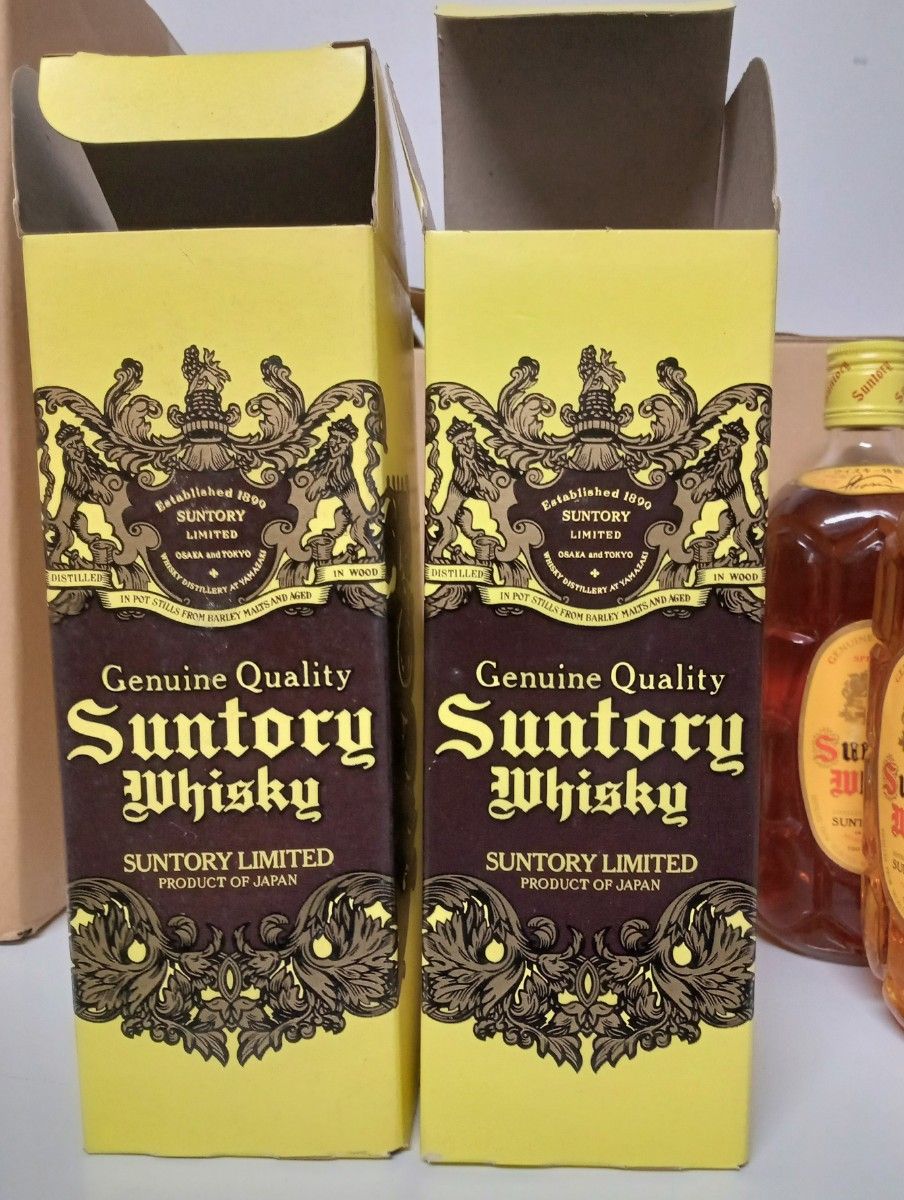 Established 1899
SUNTORY
LIMITED
OSAKA and TOKYO
WHISKY DISTILLERY AT YAMAZAKI
DISTILLED
IN WOOD
IN POT STILLS FROM BARLEY MALTS AND AGED
Genuine Quality
Suntory
Whisky
SUNTORY LIMITED
PRODUCT OF JAPAN
Established 1899
SUNTORY
LIMITED
OSAKA and TOKYO
WHISKY DISTILLERY AT YAMAZAKI
DISTILLED
IN WOOD
IN POT STILLS FROM BARLEY MALTS AND AGED
Genuine Quality
Suntory
Whisky
SUNTORY LIMITED
PRODUCT OF JAPAN
Suntory